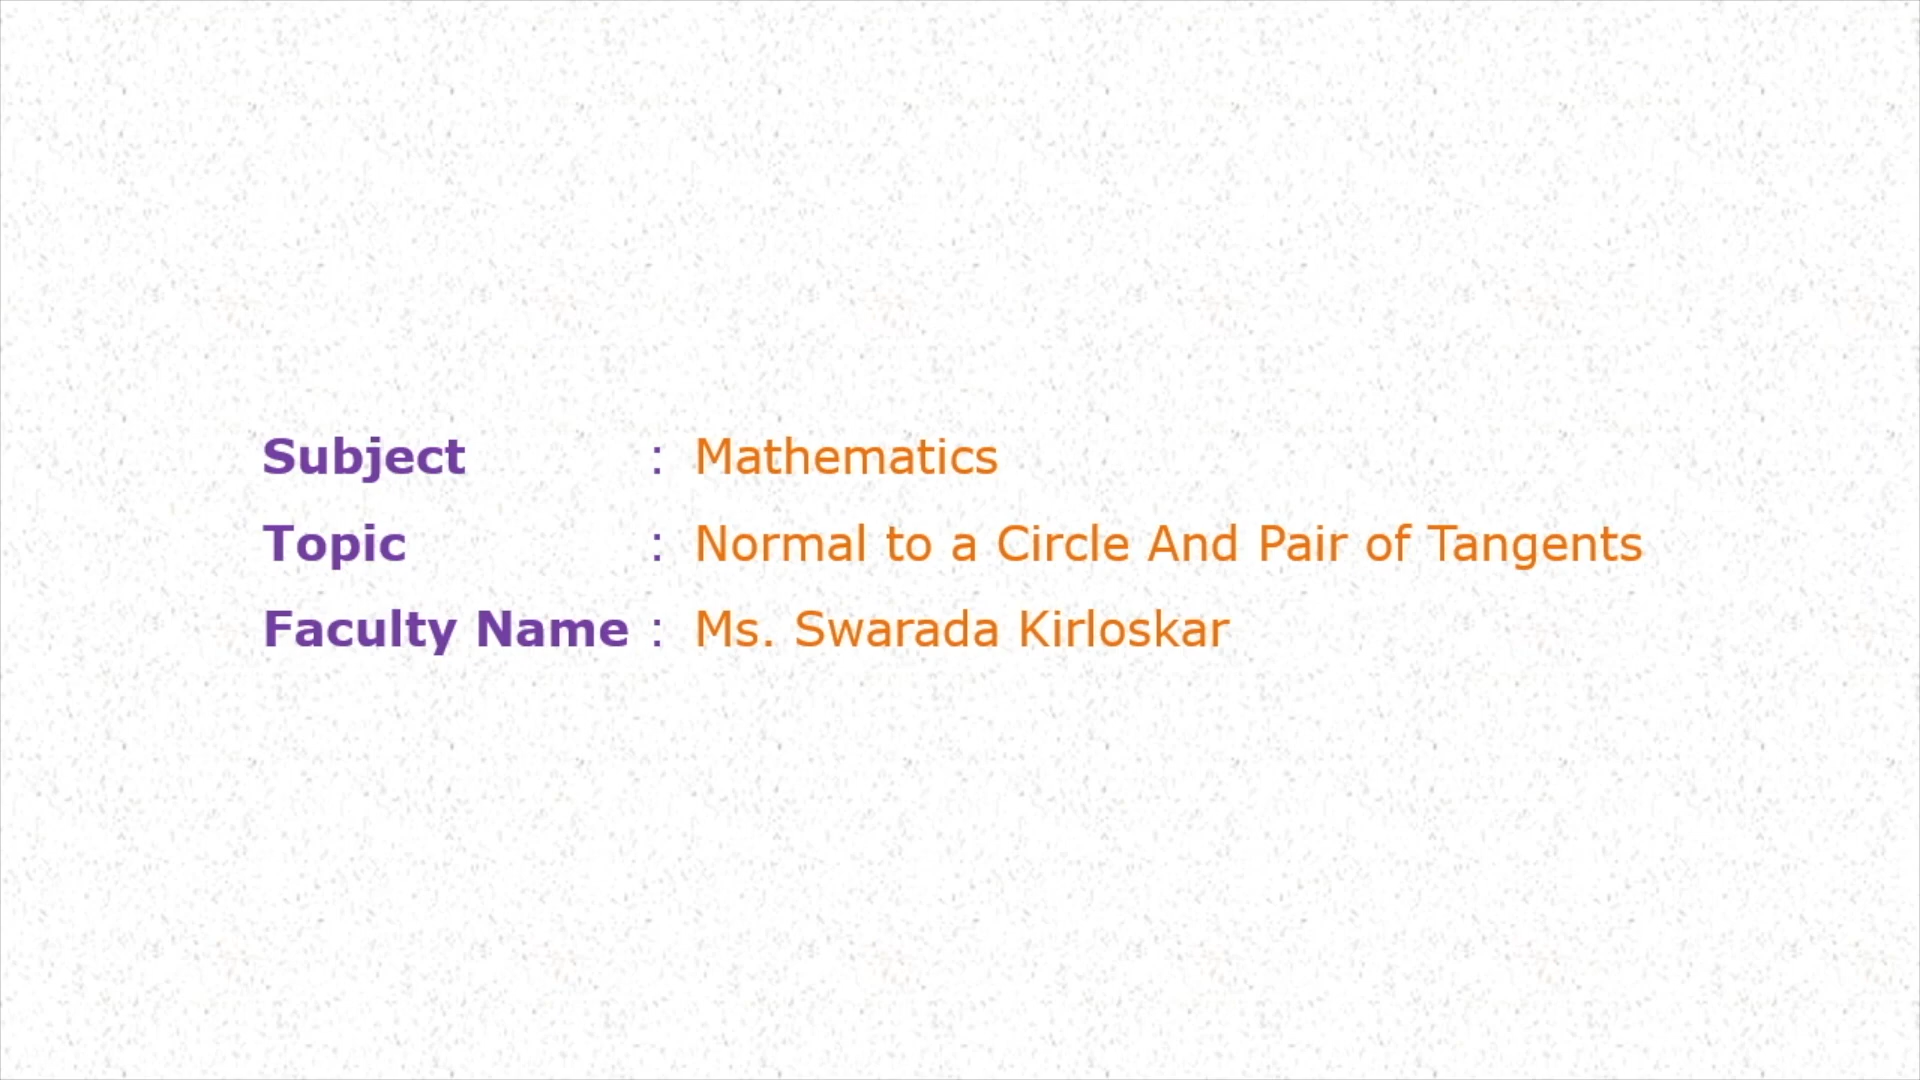 Subject : Mathematics
Topic : Normal to a Circle And Pair of Tangents
Faculty Name : Ms. Swarada Kirloskar